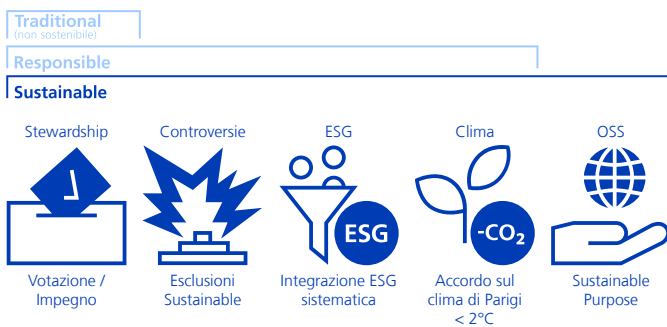 Traditional
(non sostenibile)
Responsible
Sustainable
Stewardship
Controversie
ESG
Clima
OSS
ESG
-CO₂
Votazione /
Impegno
Esclusioni
Sustainable
Integrazione ESG
sistematica
Accordo sul
clima di Parigi
< 2°C
Sustainable
Purpose